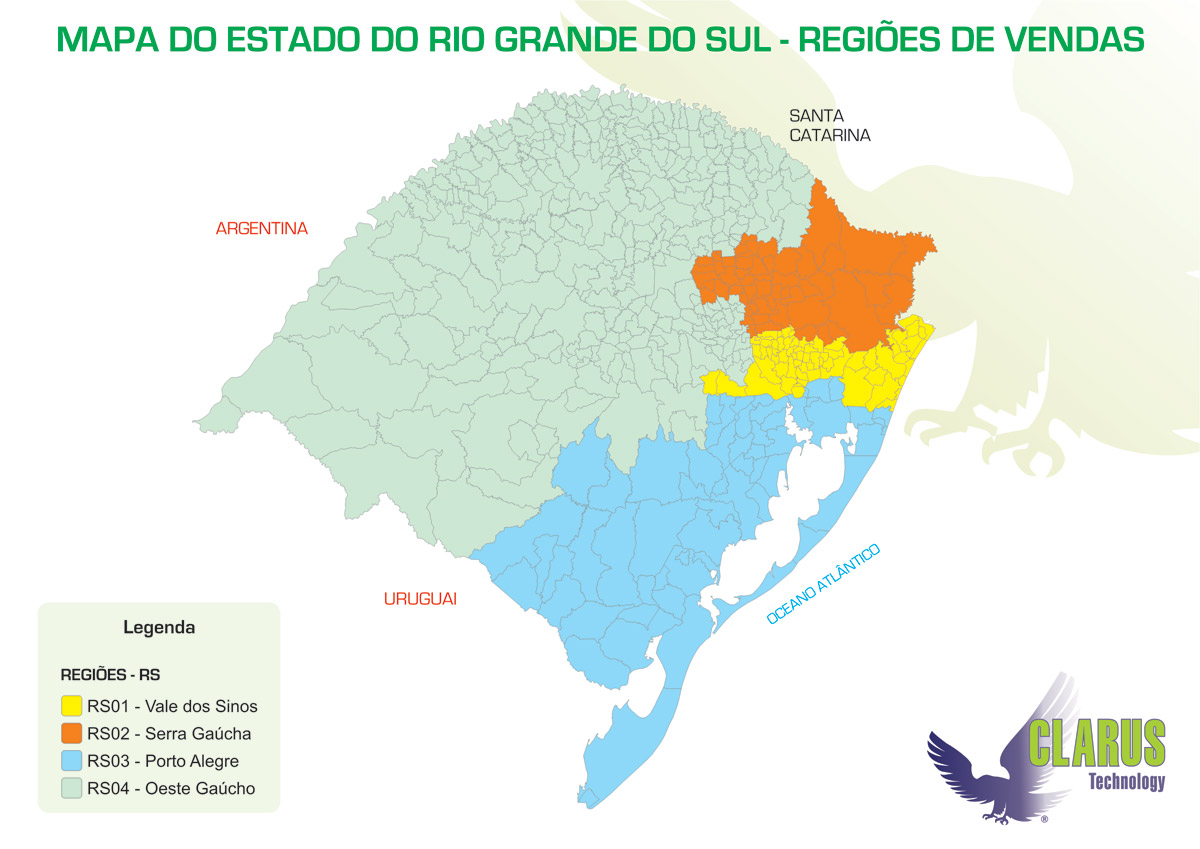 MAPA DO ESTADO DO RIO GRANDE DO SUL - REGIÕES DE VENDAS
SANTA
CATARINA
ARGENTINA
OCEANO ATLÂNTICO
URUGUAI
Legenda
REGIÕES - RS
RS01 - Vale dos Sinos
RS02 - Serra Gaúcha
RS03 - Porto Alegre
RS04 - Oeste Gaúcho
CLARUS
Technology
®